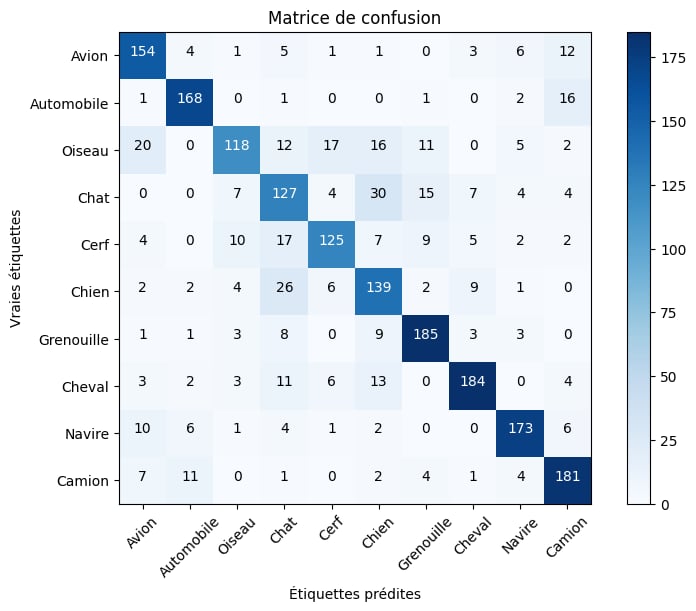 Matrice de confusion
Avion 154 4 1 5 1 1 0 3 6 12
Automobile 1 168 0 1 0 0 1 0 2 16
Oiseau 20 0 118 12 17 16 11 0 5 2
Chat 0 0 7 127 4 30 15 7 4 4
Cerf 4 0 10 17 125 7 9 5 2 2
Chien 2 2 4 26 6 139 2 9 1 0
Grenouille 1 1 3 8 0 9 185 3 3 0
Cheval 3 2 3 11 6 13 0 184 0 4
Navire 10 6 1 4 1 2 0 0 173 6
Camion 7 11 0 1 0 2 4 1 4 181
Avion Automobile Oiseau Chat Cerf Chien Grenouille Cheval Navire Camion
Étiquettes prédites
Vraies étiquettes
175
150
125
100
75
50
25
0